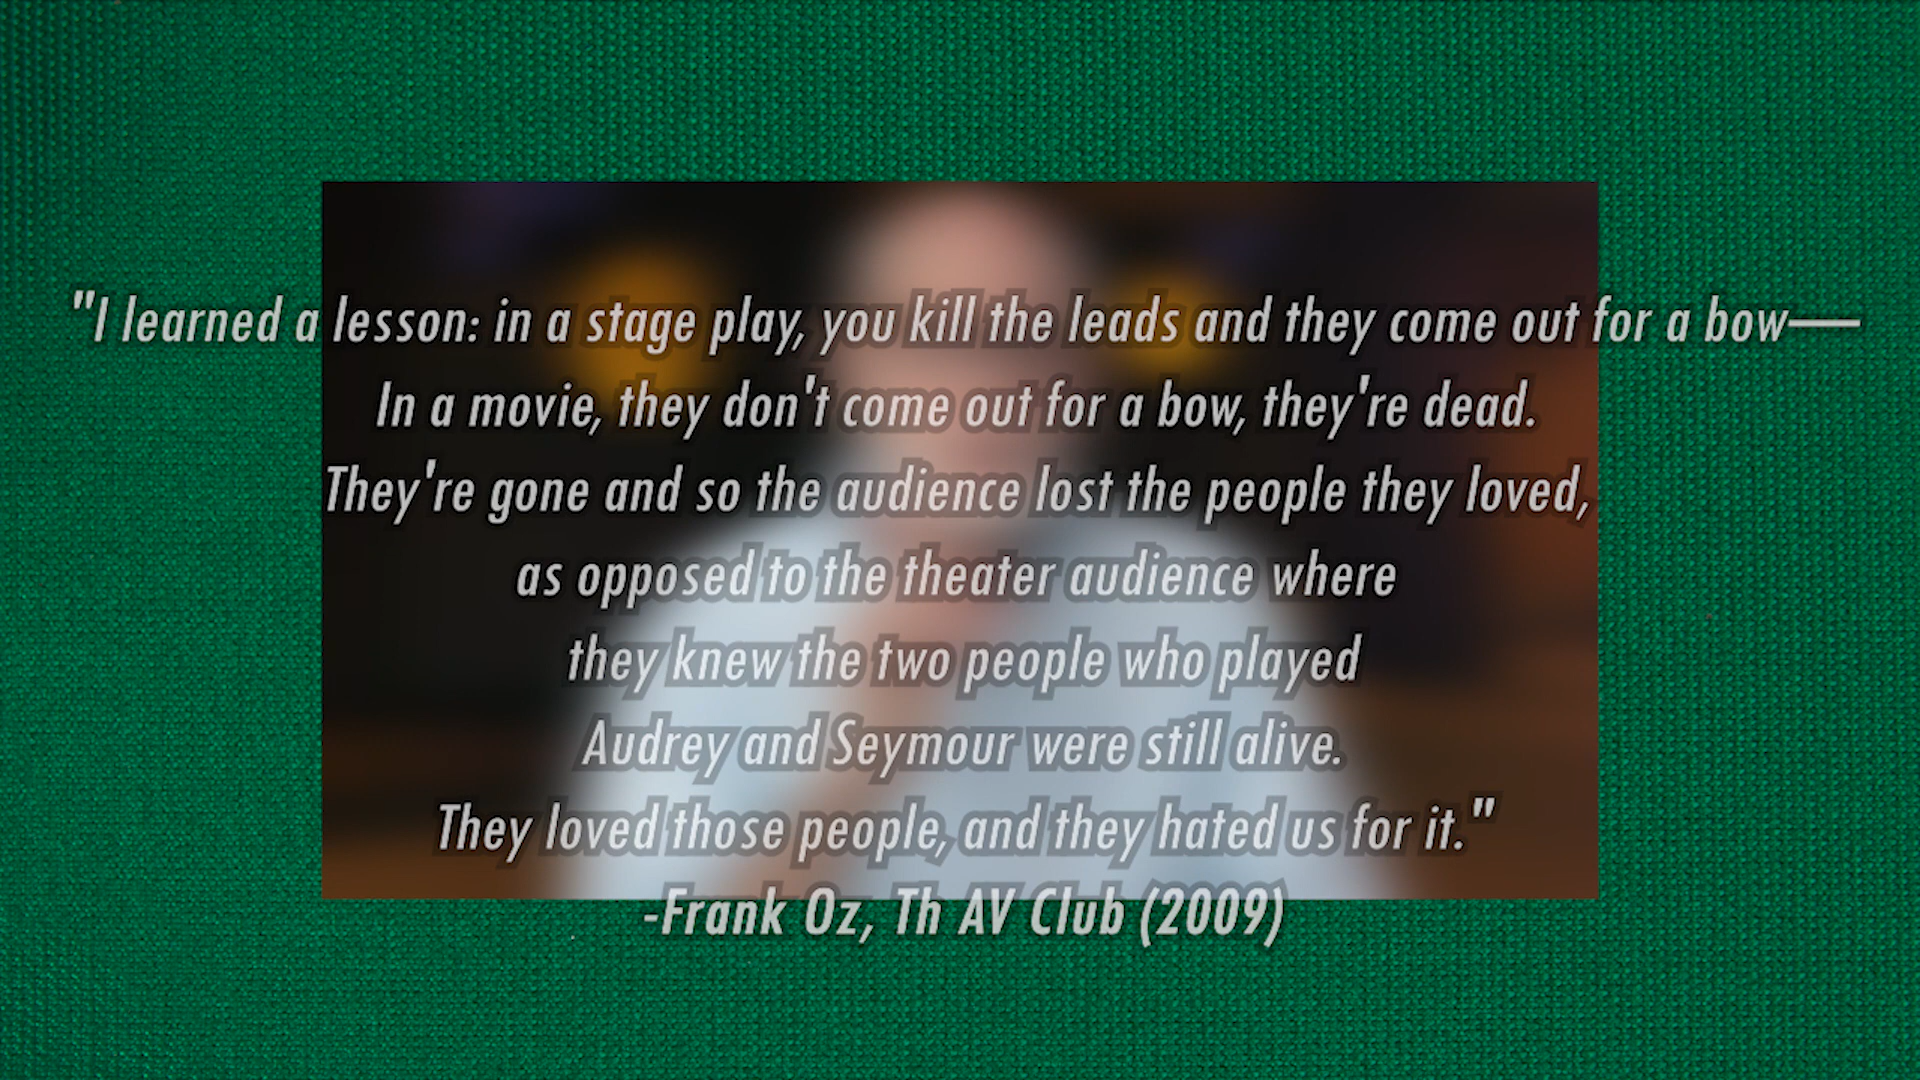 "I learned a lesson: in a stage play, you kill the leads and they come out for a bow—
In a movie, they don't come out for a bow, they're dead.
They're gone and so the audience lost the people they loved,
as opposed to the theater audience where
they knew the two people who played
Audrey and Seymour were still alive.
They loved those people, and they hated us for it."
-Frank Oz, Th AV Club (2009)